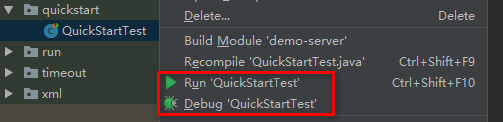 quickstart
QuickStartTest
run
timeout
xml
Delete... Delete
Build Module 'demo-server'
Recompile 'QuickStartTest.java' Ctrl+Shift+F9
Run 'QuickStartTest' Ctrl+Shift+F10
Debug 'QuickStartTest'